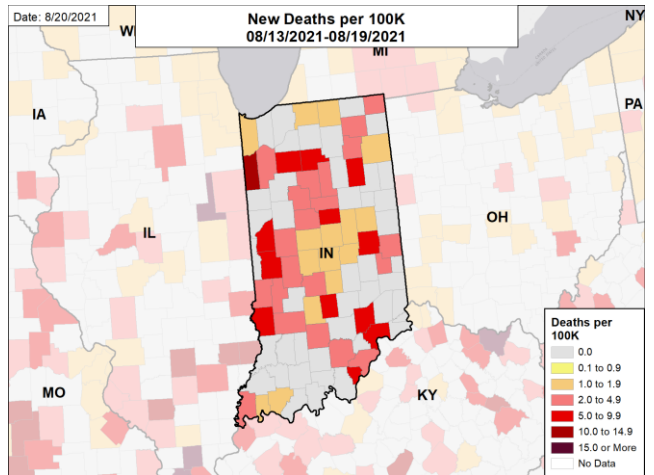 Date: 8/20/2021
New Deaths per 100K
08/13/2021-08/19/2021
WI
MI
NY
IA
PA
IL
OH
IN
MO
KY
Deaths per
100K
0.0
0.1 to 0.9
1.0 to 1.9
2.0 to 4.9
5.0 to 9.9
10.0 to 14.9
15.0 or More
No Data